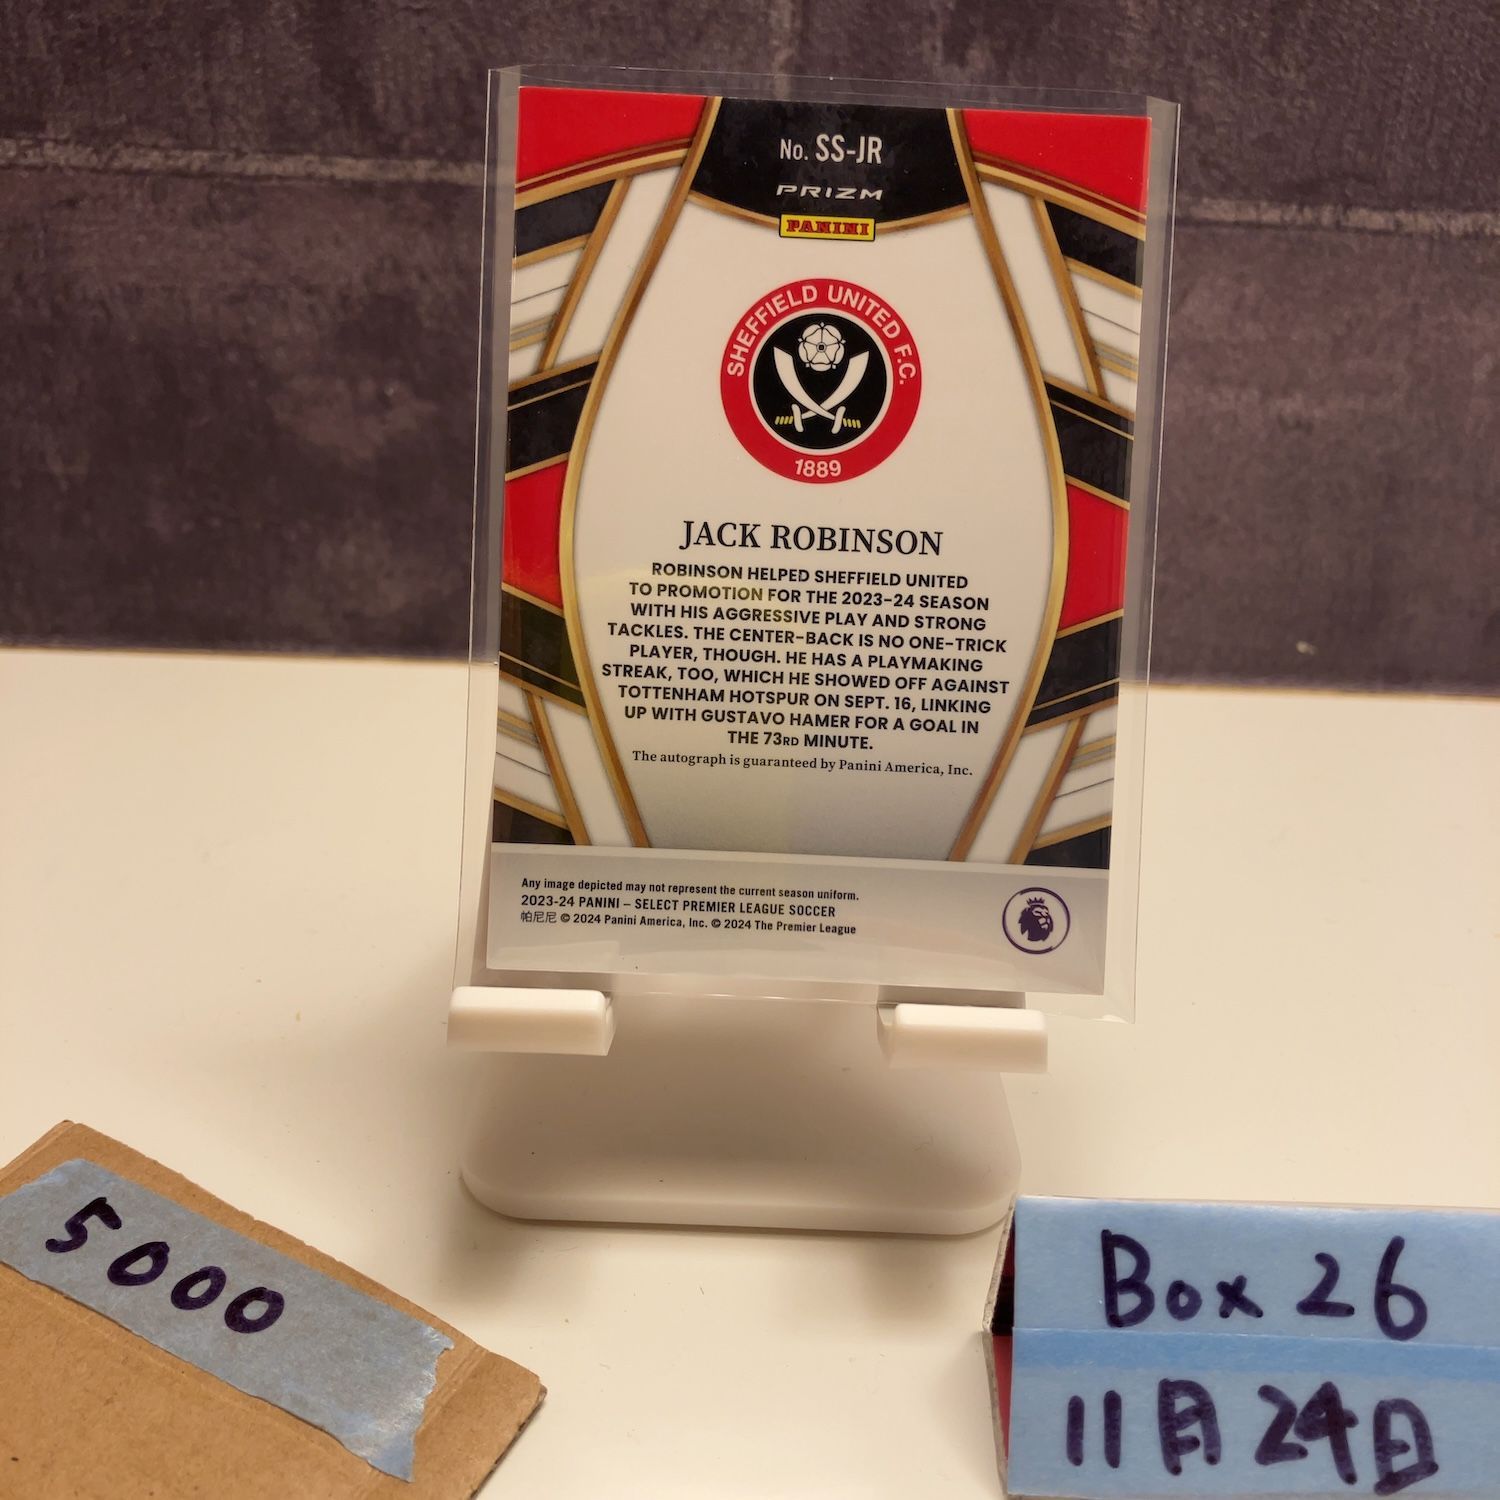 No. SS-JR
PRIZM
PANINI
SHEFFIELD UNITED F.C.
1889
JACK ROBINSON
ROBINSON HELPED SHEFFIELD UNITED
TO PROMOTION FOR THE 2023-24 SEASON
WITH HIS AGGRESSIVE PLAY AND STRONG
TACKLES. THE CENTER-BACK IS NO ONE-TRICK
PLAYER, THOUGH. HE HAS A PLAYMAKING
STREAK, TOO, WHICH HE SHOWED OFF AGAINST
TOTTENHAM HOTSPUR ON SEPT. 16, LINKING
UP WITH GUSTAVO HAMER FOR A GOAL IN
THE 73RD MINUTE.
The autograph is guaranteed by Panini America, Inc.
Any image depicted may not represent the current season uniform.
2023-24 PANINI – SELECT PREMIER LEAGUE SOCCER
帕尼尼 © 2024 Panini America, Inc. © 2024 The Premier League
5000
Box 26
11月24日